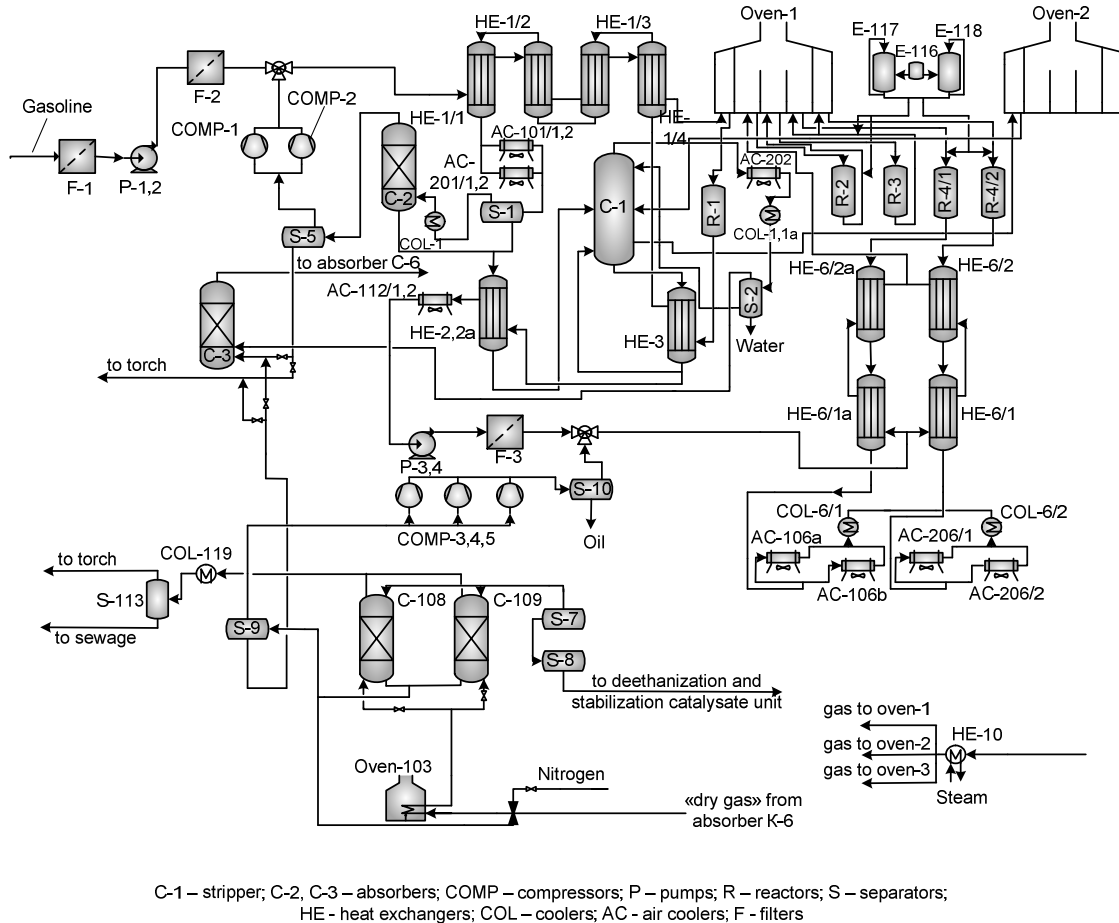 HE-1/2
HE-1/3
Oven-1
Oven-2
E-117
E-118
E-116
Gasoline
F-2
COMP-2
COMP-1
HE-1/1
F-1
P-1,2
AC-101/1,2
AC-
201/1,2
HE-
1/4
AC-202
C-2
S-1
C-1
R-1
R-2
R-3
R-4/1
R-4/2
COL-1
COL-1,1a
S-5
to absorber C-6
AC-112/1,2
HE-6/2a
HE-6/2
S-2
HE-2,2a
HE-3
Water
C-3
to torch
HE-6/1a
HE-6/1
P-3,4
F-3
S-10
COL-6/1
COL-6/2
COMP-3,4,5
Oil
AC-106a
AC-206/1
AC-106b
AC-206/2
COL-119
to torch
S-113
C-108
C-109
S-7
S-9
to sewage
S-8
to deethanization and
stabilization catalysate unit
gas to oven-1
HE-10
gas to oven-2
gas to oven-3
Steam
Oven-103
Nitrogen
«dry gas» from
absorber К-6
C-1 – stripper; C-2, C-3 – absorbers; COMP – compressors; P – pumps; R – reactors; S – separators;
HE - heat exchangers; COL – coolers; AC - air coolers; F - filters